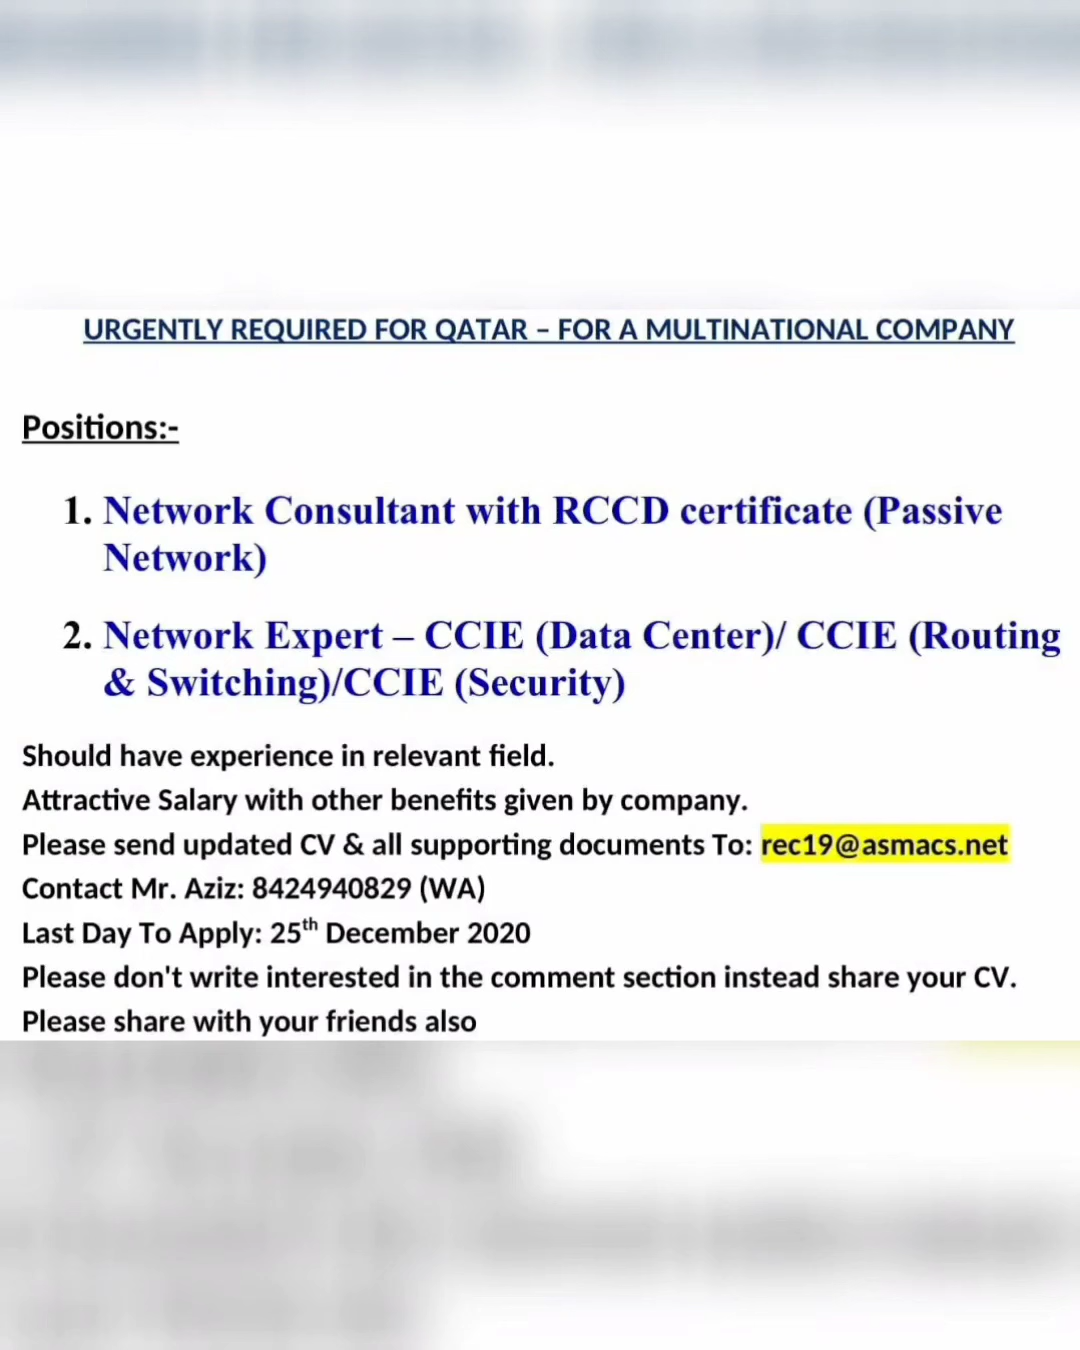 URGENTLY REQUIRED FOR QATAR – FOR A MULTINATIONAL COMPANY
Positions:-
1. Network Consultant with RCCD certificate (Passive
Network)
2. Network Expert – CCIE (Data Center)/ CCIE (Routing
& Switching)/CCIE (Security)
Should have experience in relevant field.
Attractive Salary with other benefits given by company.
Please send updated CV & all supporting documents To: rec19@asmacs.net
Contact Mr. Aziz: 8424940829 (WA)
Last Day To Apply: 25th December 2020
Please don't write interested in the comment section instead share your CV.
Please share with your friends also